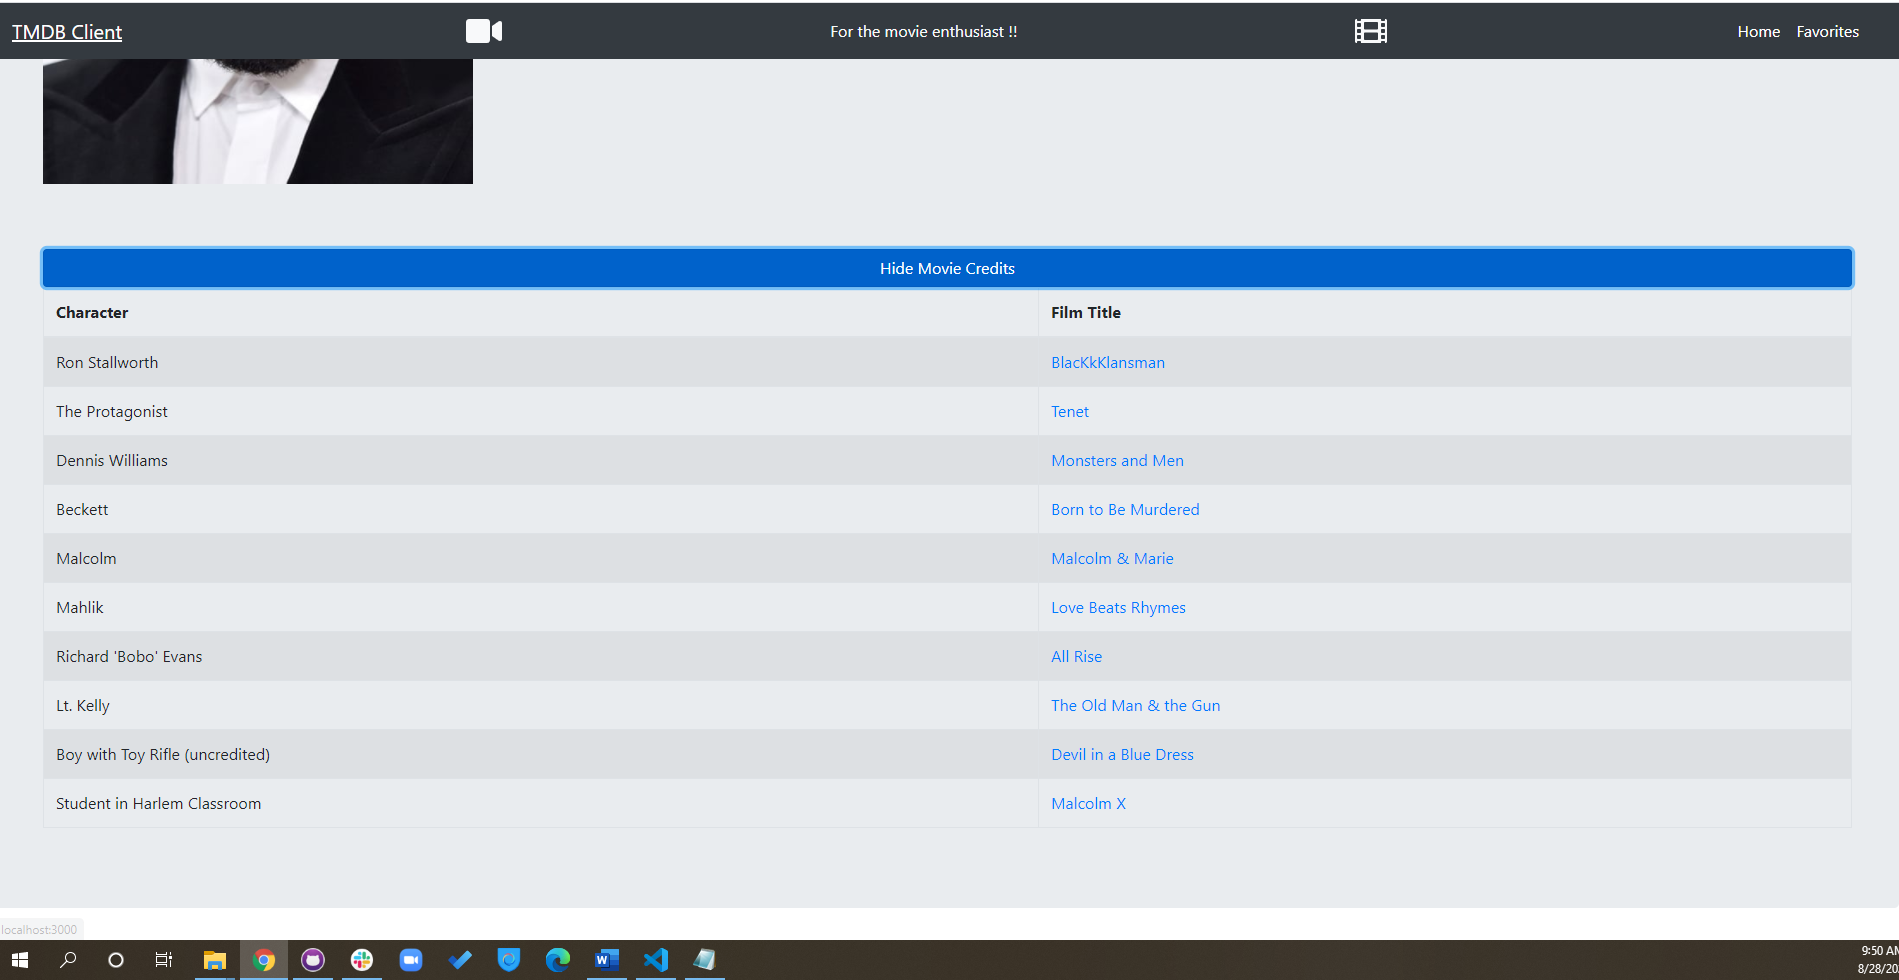 TMDB Client For the movie enthusiast !! Home Favorites
Hide Movie Credits
Character Film Title
Ron Stallworth BlacKkKlansman
The Protagonist Tenet
Dennis Williams Monsters and Men
Beckett Born to Be Murdered
Malcolm Malcolm & Marie
Mahlik Love Beats Rhymes
Richard 'Bobo' Evans All Rise
Lt. Kelly The Old Man & the Gun
Boy with Toy Rifle (uncredited) Devil in a Blue Dress
Student in Harlem Classroom Malcolm X
localhost:3000
9:50 AM
8/28/20